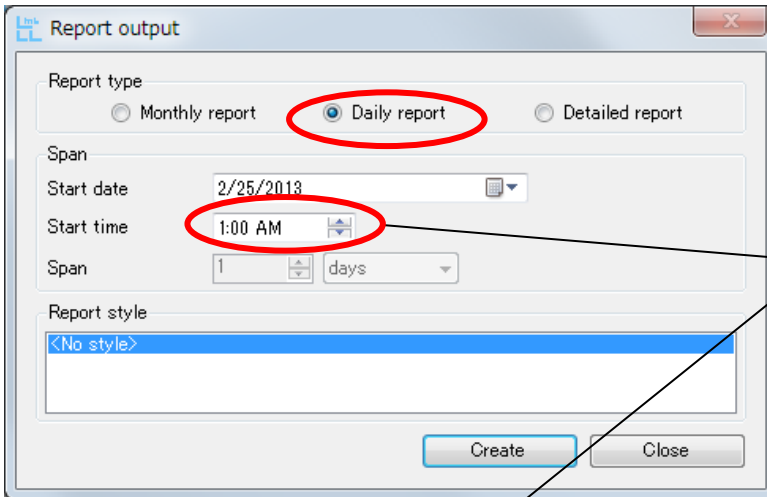 Report output
Report type
Monthly report Daily report Detailed report
Span
Start date 2/25/2013
Start time 1:00 AM
Span 1 days
Report style
<No style>
Create Close